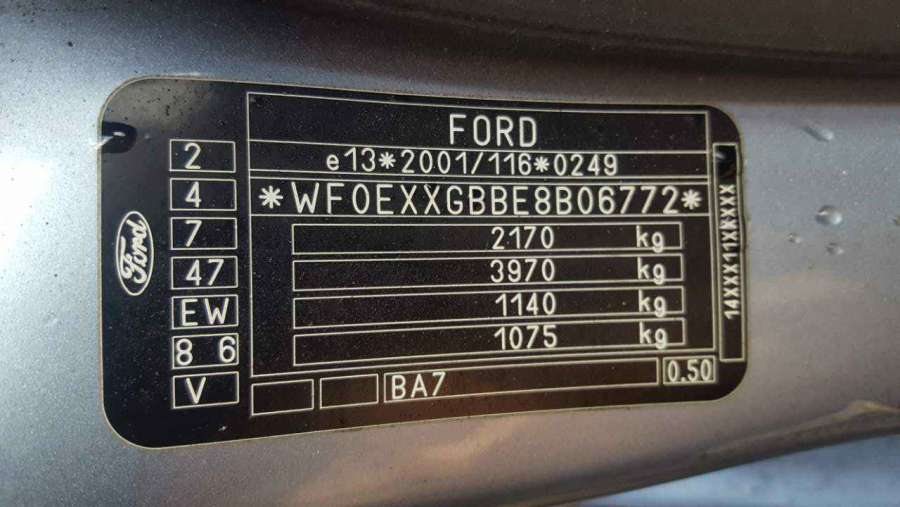 FORD
e13*2001/116*0249
*WF0EXXGBBE8B06772*
2170 kg
3970 kg
1140 kg
1075 kg
BA7
0.50
2
4
7
47
EW
8 6
V
Ford
14XXX11XXXXX